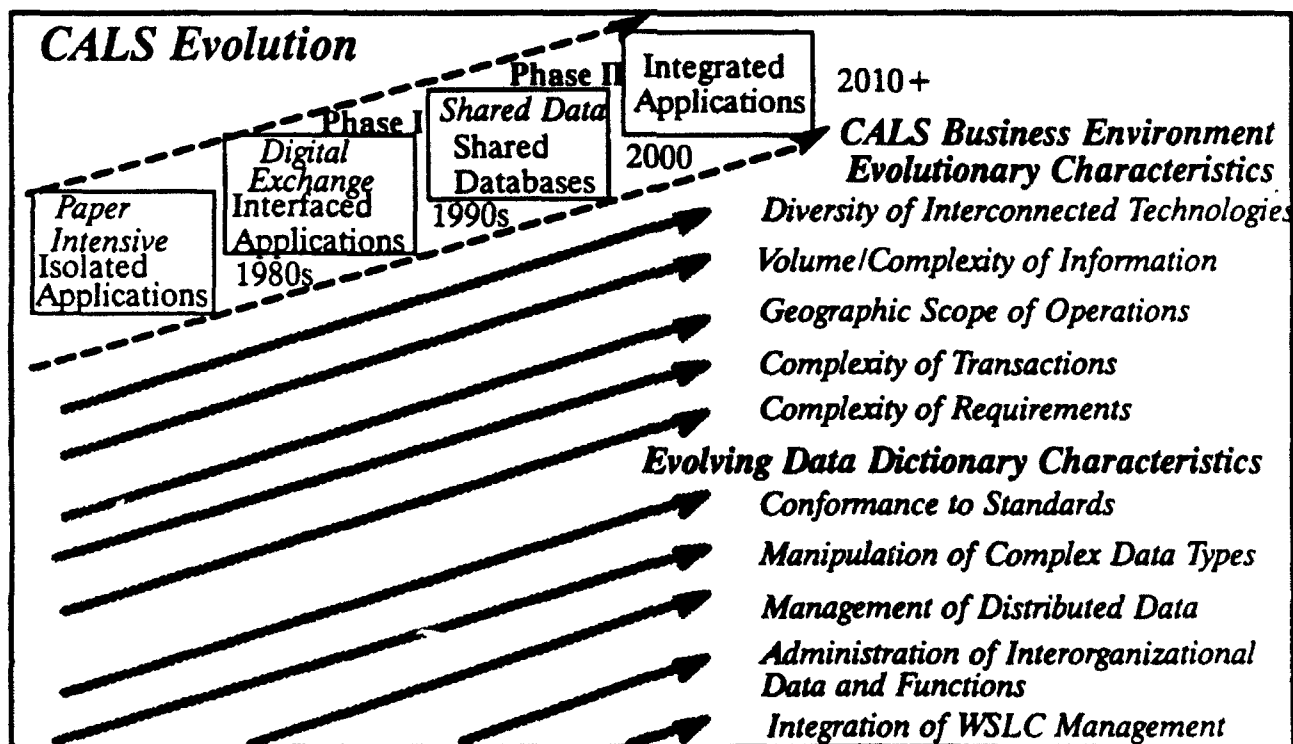 CALS Evolution
Paper
Intensive
Isolated
Applications
1980s
Phase I
Digital
Exchange
Interfaced
Applications
1990s
Phase II
Shared Data
Shared
Databases
2000
Integrated
Applications
2010+
CALS Business Environment
Evolutionary Characteristics
Diversity of Interconnected Technologies
Volume/Complexity of Information
Geographic Scope of Operations
Complexity of Transactions
Complexity of Requirements
Evolving Data Dictionary Characteristics
Conformance to Standards
Manipulation of Complex Data Types
Management of Distributed Data
Administration of Interorganizational
Data and Functions
Integration of WSLC Management